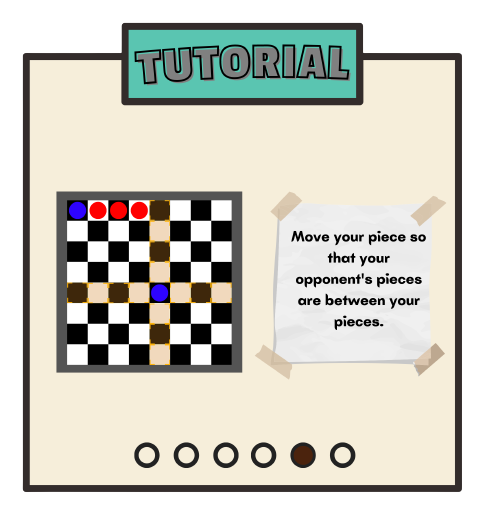 TUTORIAL
Move your piece so
that your
opponent's pieces
are between your
pieces.